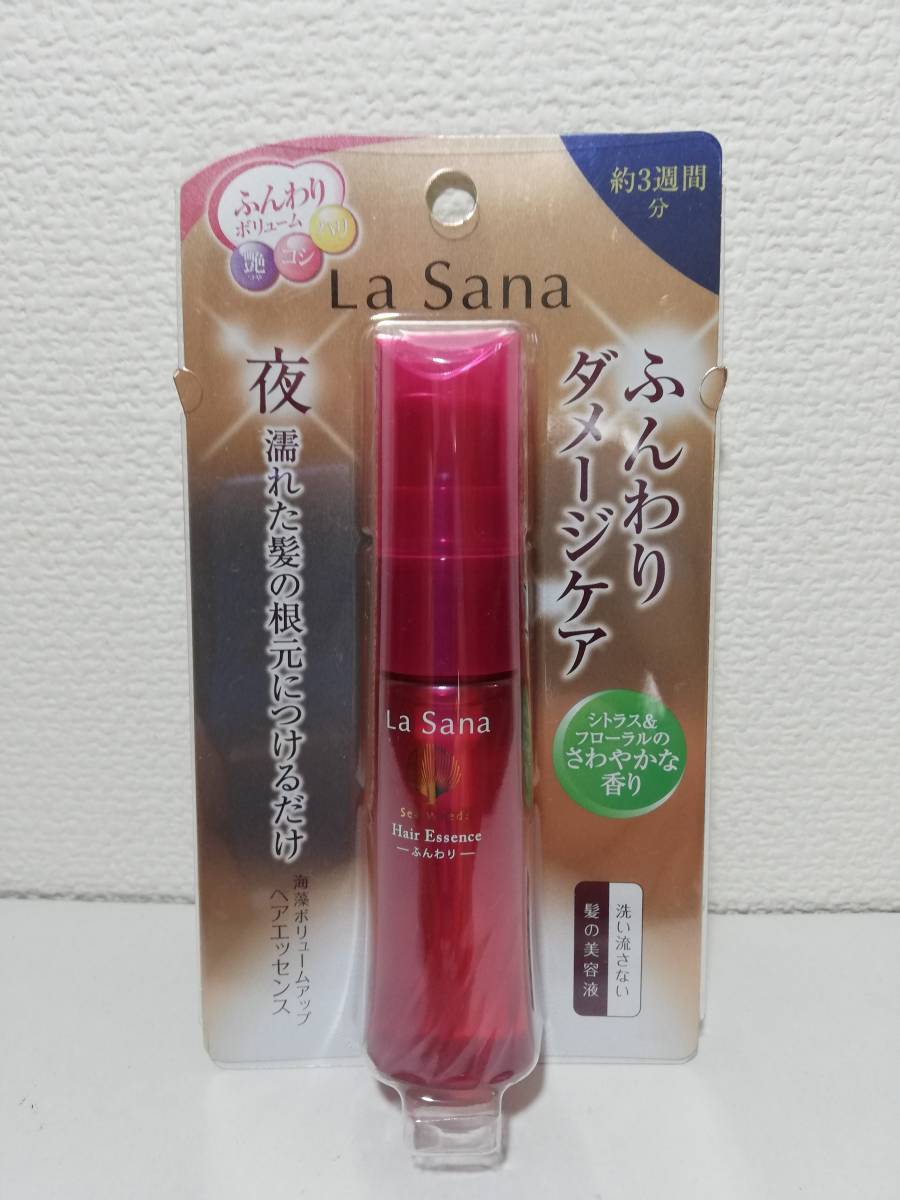 ふんわり
ボリューム
ハリ
コシ
艶
つや
約3週間
分
La Sana
ふんわり
ダメージケア
夜 濡れた髪の根元につけるだけ
海藻ボリュームアップ
ヘアエッセンス
La Sana
Sea Weed:
Hair Essence
ーふんわりー
シトラス&
フローラルの
さわやかな
香り
洗い流さない
髪の美容液